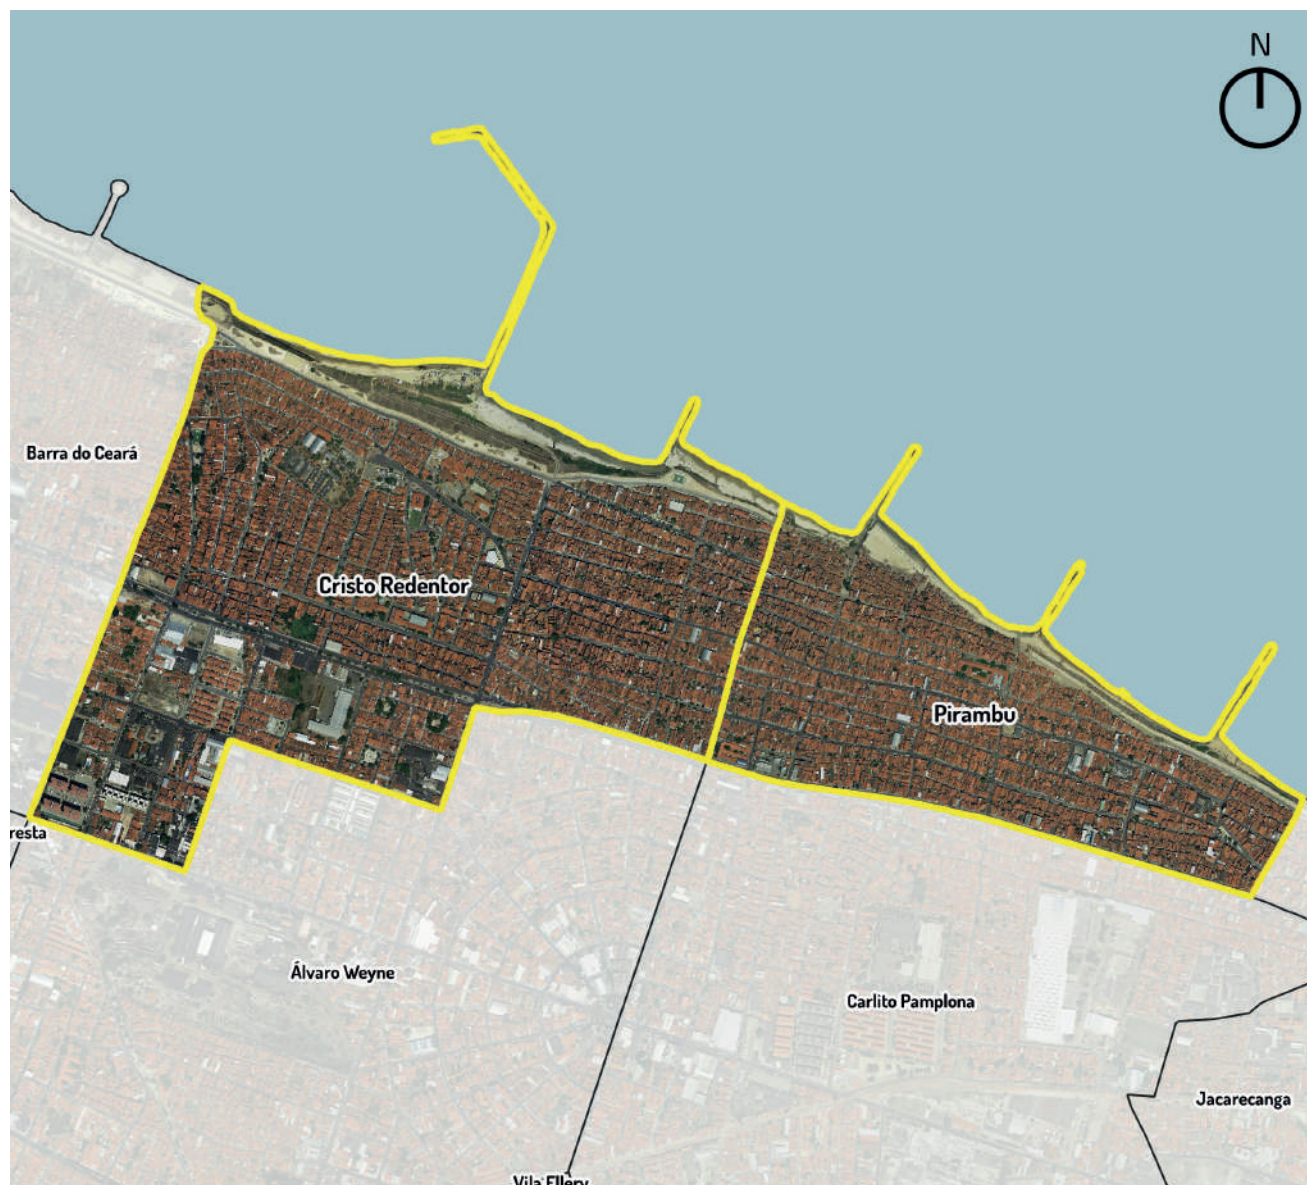 N
Barra do Ceará
Cristo Redentor
Pirambu
resta
Álvaro Weyne
Carlito Pamplona
Jacarecanga
Vila Ellery